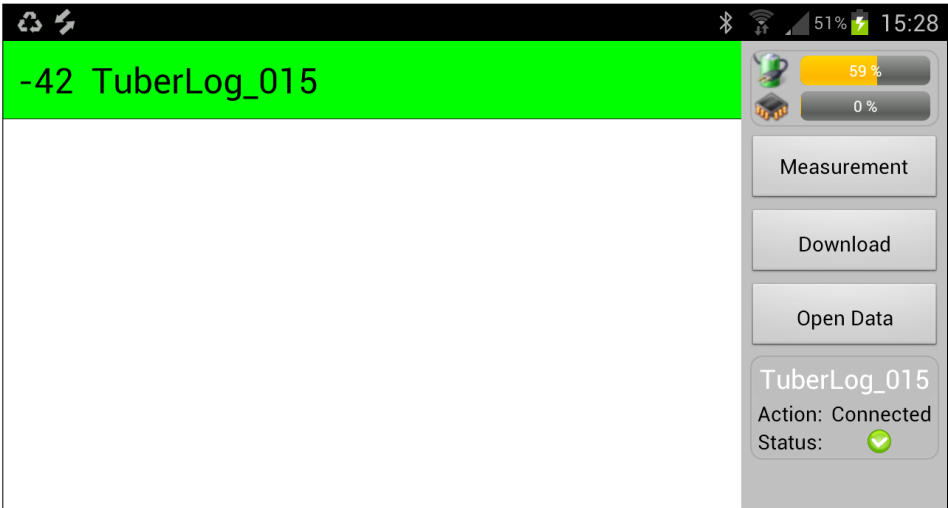 51% 15:28
-42 TuberLog_015
59 %
0 %
Measurement
Download
Open Data
TuberLog_015
Action: Connected
Status: